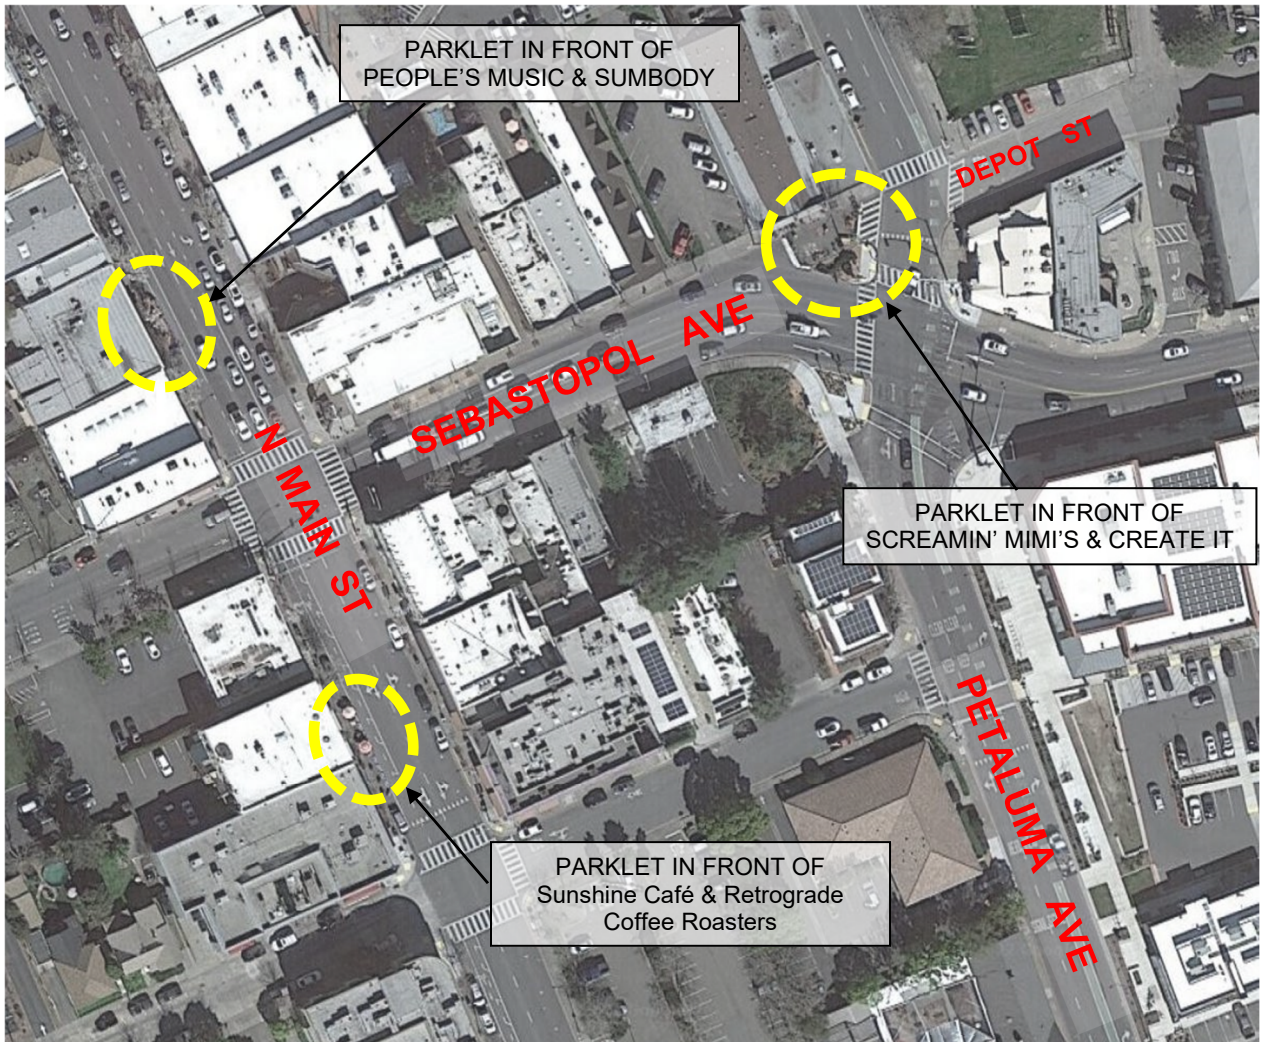 PARKLET IN FRONT OF
PEOPLE'S MUSIC & SUMBODY
DEPOT ST
SEBASTOPOL AVE
N MAIN ST
PARKLET IN FRONT OF
SCREAMIN' MIMI'S & CREATE IT
PETALUMA AVE
PARKLET IN FRONT OF
Sunshine Café & Retrograde
Coffee Roasters